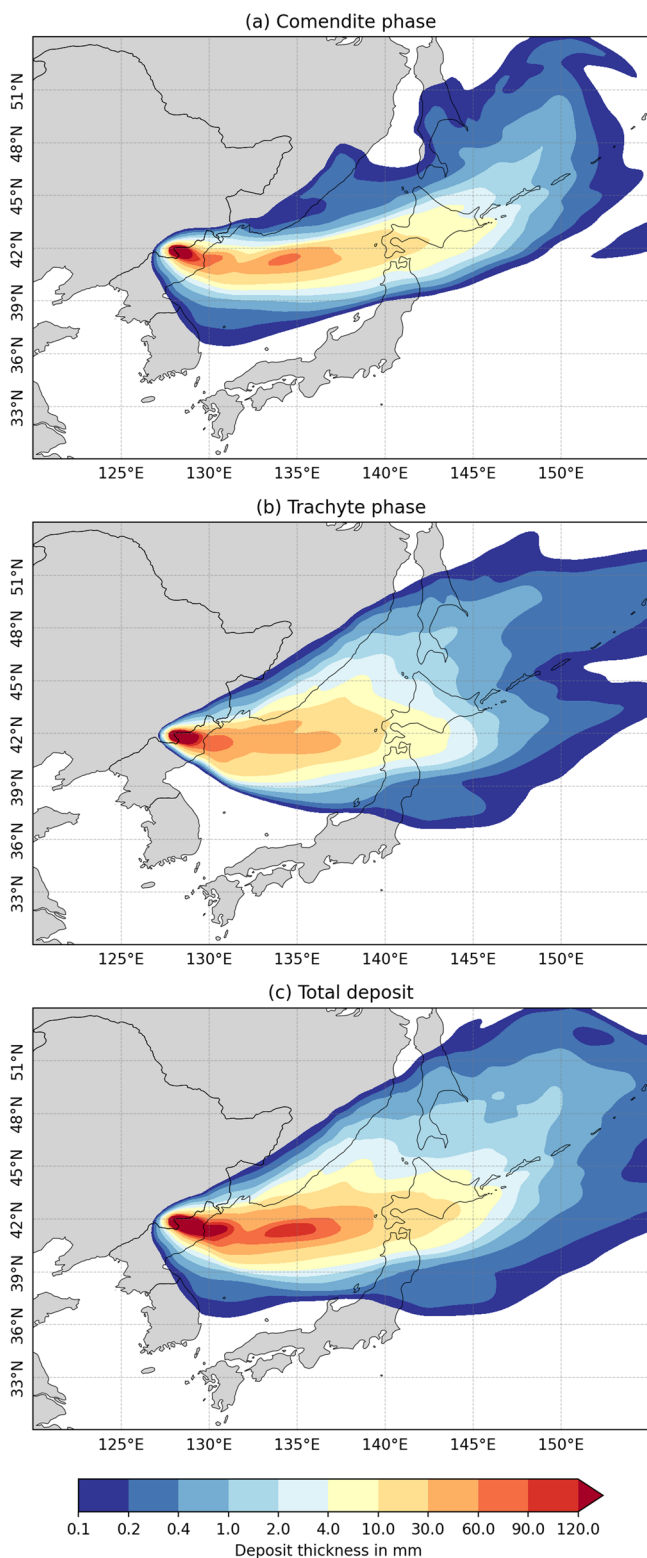 (a) Comendite phase
51°N
48°N
45°N
42°N
39°N
36°N
33°N
125°E 130°E 135°E 140°E 145°E 150°E
(b) Trachyte phase
51°N
48°N
45°N
42°N
39°N
36°N
33°N
125°E 130°E 135°E 140°E 145°E 150°E
(c) Total deposit
51°N
48°N
45°N
42°N
39°N
36°N
33°N
125°E 130°E 135°E 140°E 145°E 150°E
0.1 0.2 0.4 1.0 2.0 4.0 10.0 30.0 60.0 90.0 120.0
Deposit thickness in mm